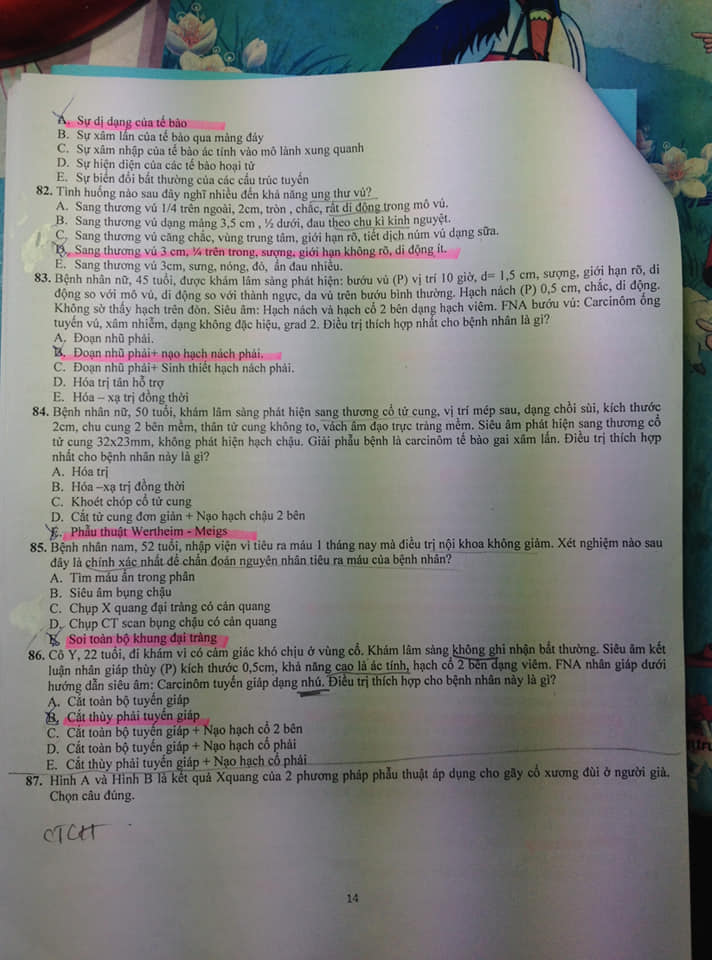 A. Sự dị dạng của tế bào
B. Sự xâm lấn của tế bào qua màng đáy
C. Sự xâm nhập của tế bào ác tính vào mô lành xung quanh
D. Sự hiện diện của các tế bào hoại tử
E. Sự biến đổi bất thường của các cấu trúc tuyến
82. Tình huống nào sau đây nghĩ nhiều đến khả năng ung thư vú?
A. Sang thương vú 1/4 trên ngoài, 2cm, tròn , chắc, rất di động trong mô vú.
B. Sang thương vú dạng mảng 3,5 cm , ½ dưới, đau theo chu kì kinh nguyệt.
C. Sang thương vú căng chắc, vùng trung tâm, giới hạn rõ, tiết dịch núm vú dạng sữa.
D. Sang thương vú 3 cm, ¼ trên trong, sượng, giới hạn không rõ, di động ít.
E. Sang thương vú 3cm, sưng, nóng, đỏ, ấn đau nhiều.
83. Bệnh nhân nữ, 45 tuổi, được khám lâm sàng phát hiện: bướu vú (P) vị trí 10 giờ, d= 1,5 cm, sượng, giới hạn rõ, di
động so với mô vú, di động so với thành ngực, da vú trên bướu bình thường. Hạch nách (P) 0,5 cm, chắc, di động.
Không sờ thấy hạch trên đòn. Siêu âm: Hạch nách và hạch cổ 2 bên dạng hạch viêm. FNA bướu vú: Carcinôm ống
tuyến vú, xâm nhiễm, dạng không đặc hiệu, grad 2. Điều trị thích hợp nhất cho bệnh nhân là gì?
A. Đoạn nhũ phải.
B. Đoạn nhũ phải+ nạo hạch nách phải.
C. Đoạn nhũ phải+ Sinh thiết hạch nách phải.
D. Hóa trị tân hỗ trợ
E. Hóa – xạ trị đồng thời
84. Bệnh nhân nữ, 50 tuổi, khám lâm sàng phát hiện sang thương cổ tử cung, vị trí mép sau, dạng chồi sùi, kích thước
2cm, chu cung 2 bên mềm, thân tử cung không to, vách âm đạo trực tràng mềm. Siêu âm phát hiện sang thương cổ
tử cung 32x23mm, không phát hiện hạch chậu. Giải phẫu bệnh là carcinôm tế bào gai xâm lấn. Điều trị thích hợp
nhất cho bệnh nhân này là gì?
A. Hóa trị
B. Hóa –xạ trị đồng thời
C. Khoét chóp cổ tử cung
D. Cắt tử cung đơn giản + Nạo hạch chậu 2 bên
E. Phẫu thuật Wertheim - Meigs
85. Bệnh nhân nam, 52 tuổi, nhập viện vì tiêu ra máu 1 tháng nay mà điều trị nội khoa không giảm. Xét nghiệm nào sau
đây là chính xác nhất để chẩn đoán nguyên nhân tiêu ra máu của bệnh nhân?
A. Tìm máu ẩn trong phân
B. Siêu âm bụng chậu
C. Chụp X quang đại tràng có cản quang
D. Chụp CT scan bụng chậu có cản quang
E. Soi toàn bộ khung đại tràng
86. Cô Y, 22 tuổi, đi khám vì có cảm giác khó chịu ở vùng cổ. Khám lâm sàng không ghi nhận bất thường. Siêu âm kết
luận nhân giáp thùy (P) kích thước 0,5cm, khả năng cao là ác tính, hạch cổ 2 bên dạng viêm. FNA nhân giáp dưới
hướng dẫn siêu âm: Carcinôm tuyến giáp dạng nhú. Điều trị thích hợp cho bệnh nhân này là gì?
A. Cắt toàn bộ tuyến giáp
B. Cắt thùy phải tuyến giáp
C. Cắt toàn bộ tuyến giáp + Nạo hạch cổ 2 bên
D. Cắt toàn bộ tuyến giáp + Nạo hạch cổ phải
E. Cắt thùy phải tuyến giáp + Nạo hạch cổ phải
87. Hình A và Hình B là kết quả Xquang của 2 phương pháp phẫu thuật áp dụng cho gãy cổ xương đùi ở người già.
Chọn câu đúng.
CTCH
14